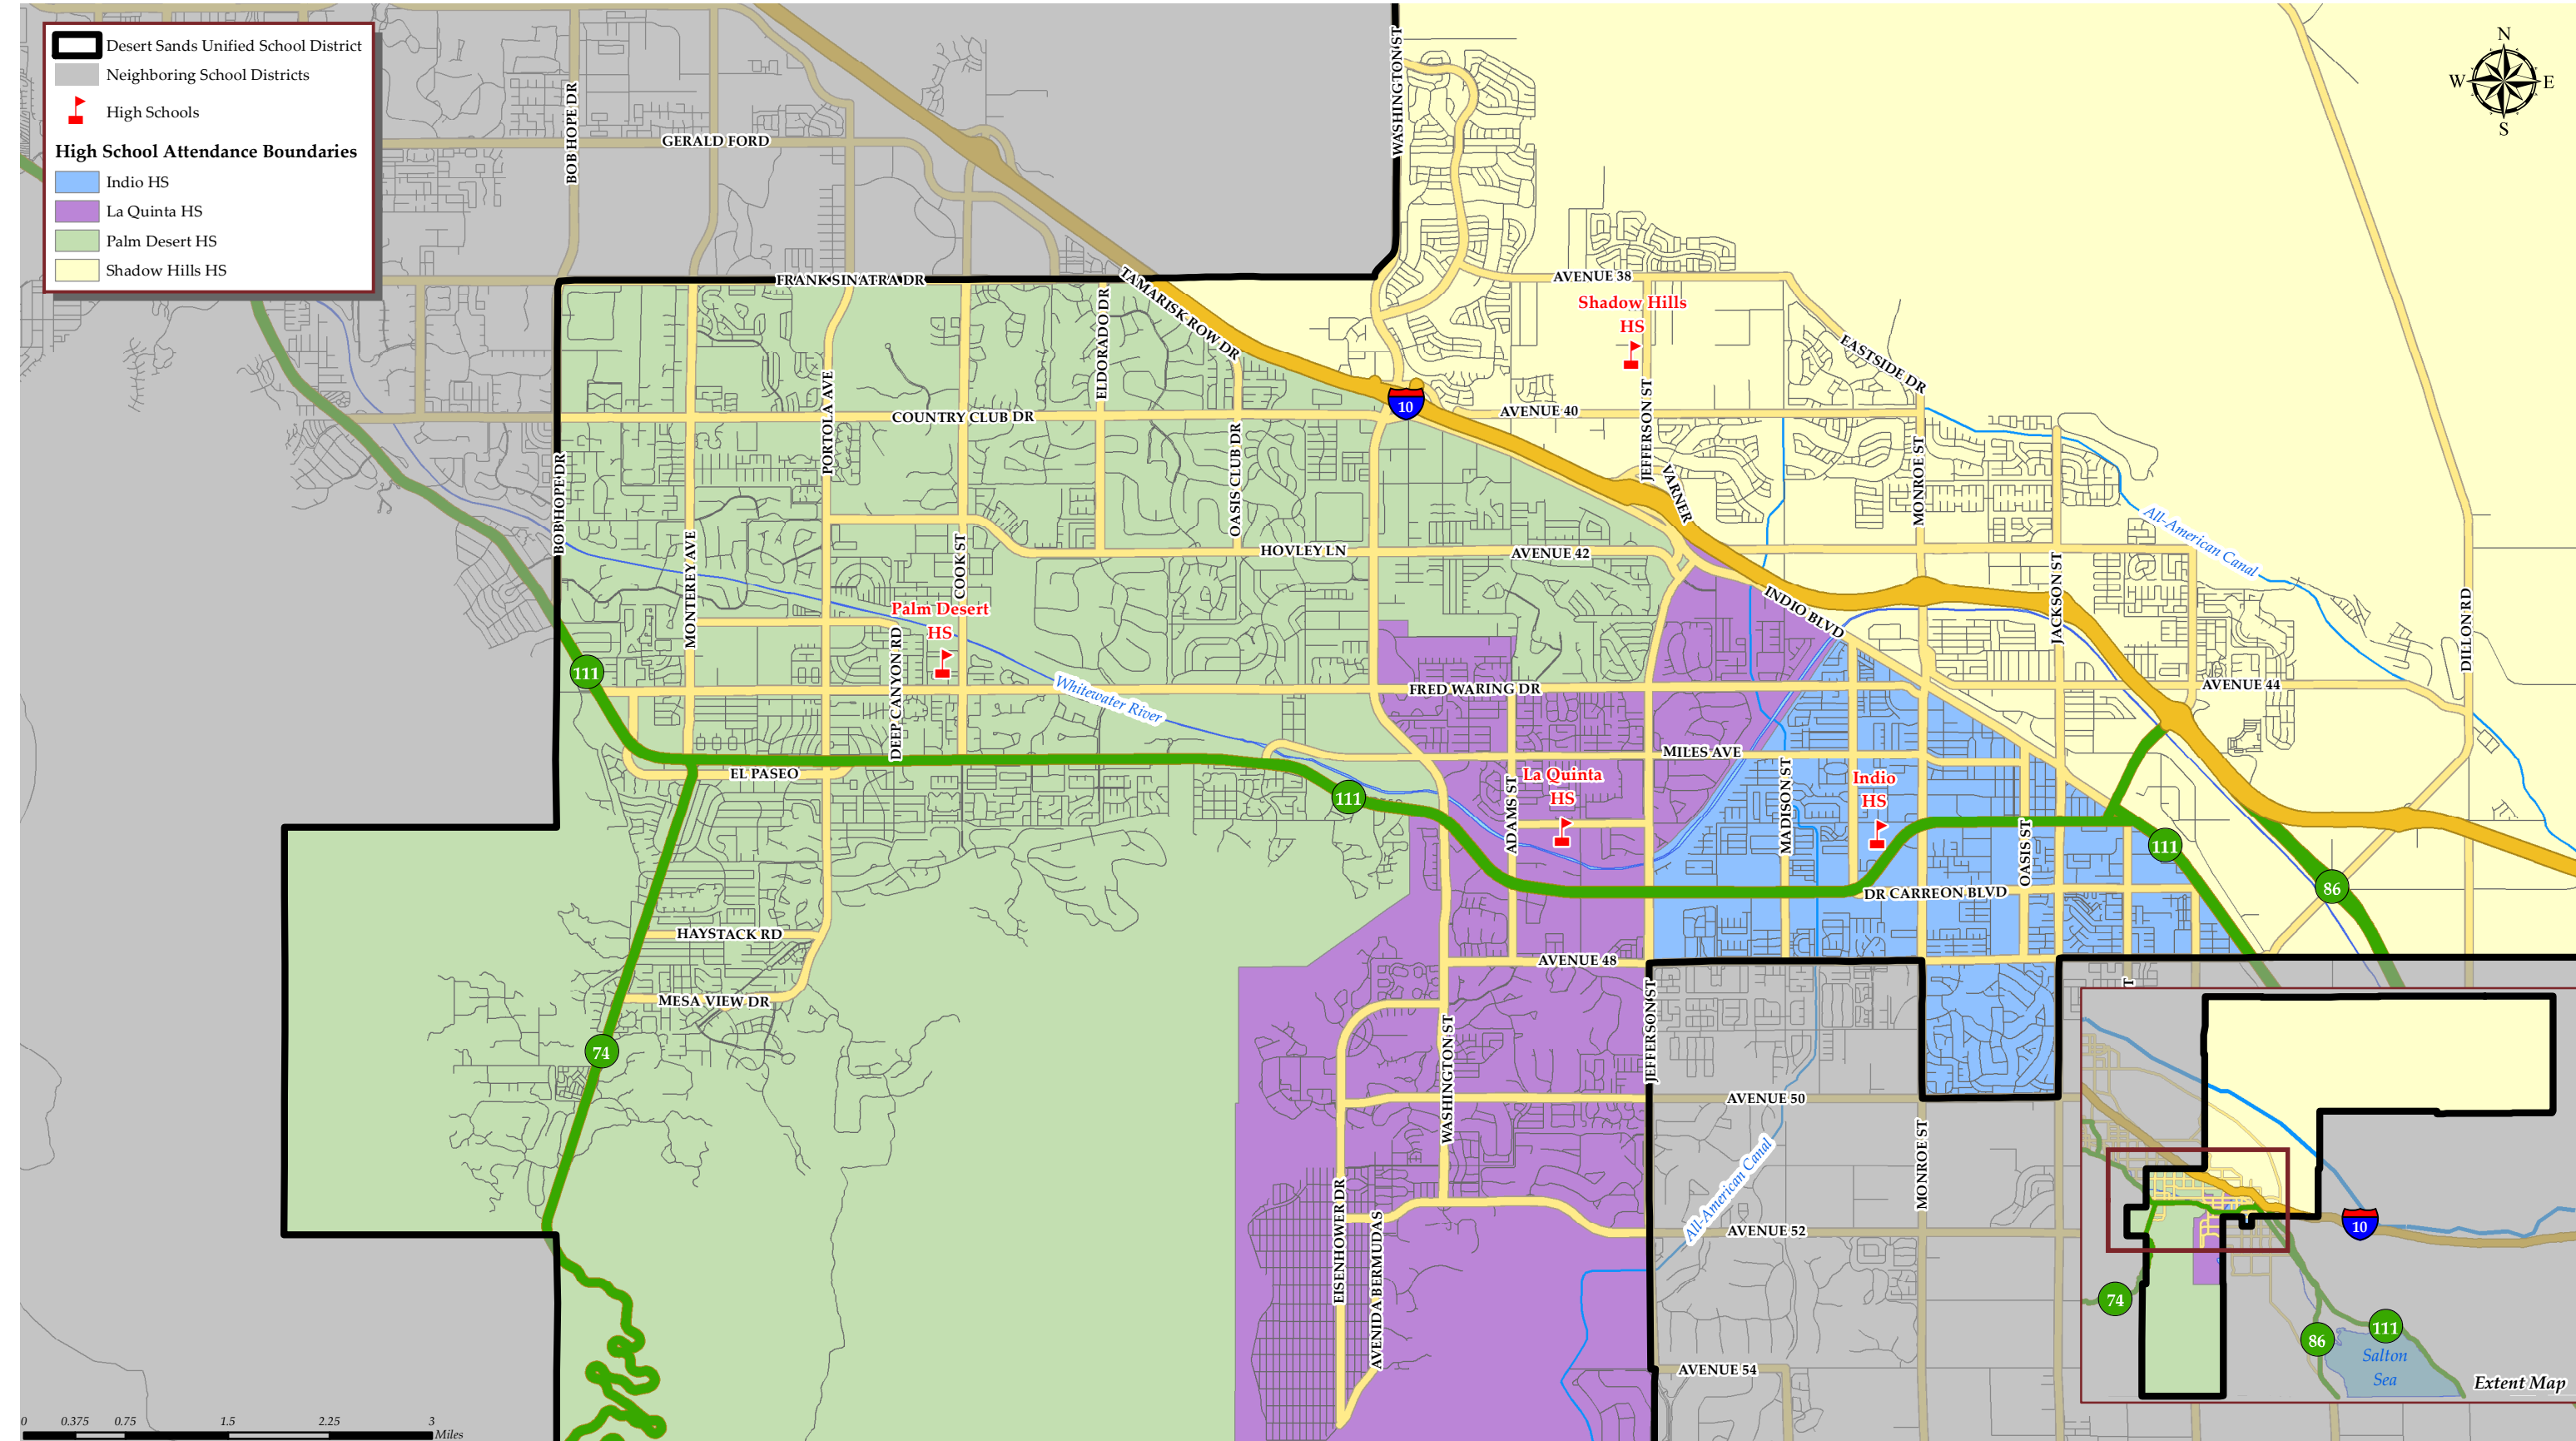 Desert Sands Unified School District
Neighboring School Districts
High Schools
High School Attendance Boundaries
Indio HS
La Quinta HS
Palm Desert HS
Shadow Hills HS
N
W
E
S
WASHINGTON ST
BOB HOPE DR
GERALD FORD
FRANK SINATRA DR
TAMARISK ROW DR
AVENUE 38
Shadow Hills
HS
EASTSIDE DR
ELDORADO DR
PORTOLA AVE
COUNTRY CLUB DR
10
AVENUE 40
JEFFERSON ST
VARNER
MONROE ST
OASIS CLUB DR
BOB HOPE DR
MONTEREY AVE
COOK ST
HOVLEY LN
AVENUE 42
All-American Canal
JACKSON ST
INDIO BLVD
DILLON RD
Palm Desert
HS
DEEP CANYON RD
111
Whitewater River
FRED WARING DR
AVENUE 44
EL PASEO
MILES AVE
111
ADAMS ST
La Quinta
HS
MADISON ST
Indio
HS
OASIS ST
111
86
DR CARREON BLVD
HAYSTACK RD
AVENUE 48
MESA VIEW DR
74
WASHINGTON ST
JEFFERSON ST
T
AVENUE 50
MONROE ST
All-American Canal
EISENHOWER DR
AVENIDA BERMUDAS
AVENUE 52
AVENUE 54
10
74
86
111
Salton
Sea
Extent Map
0 0.375 0.75 1.5 2.25 3
Miles